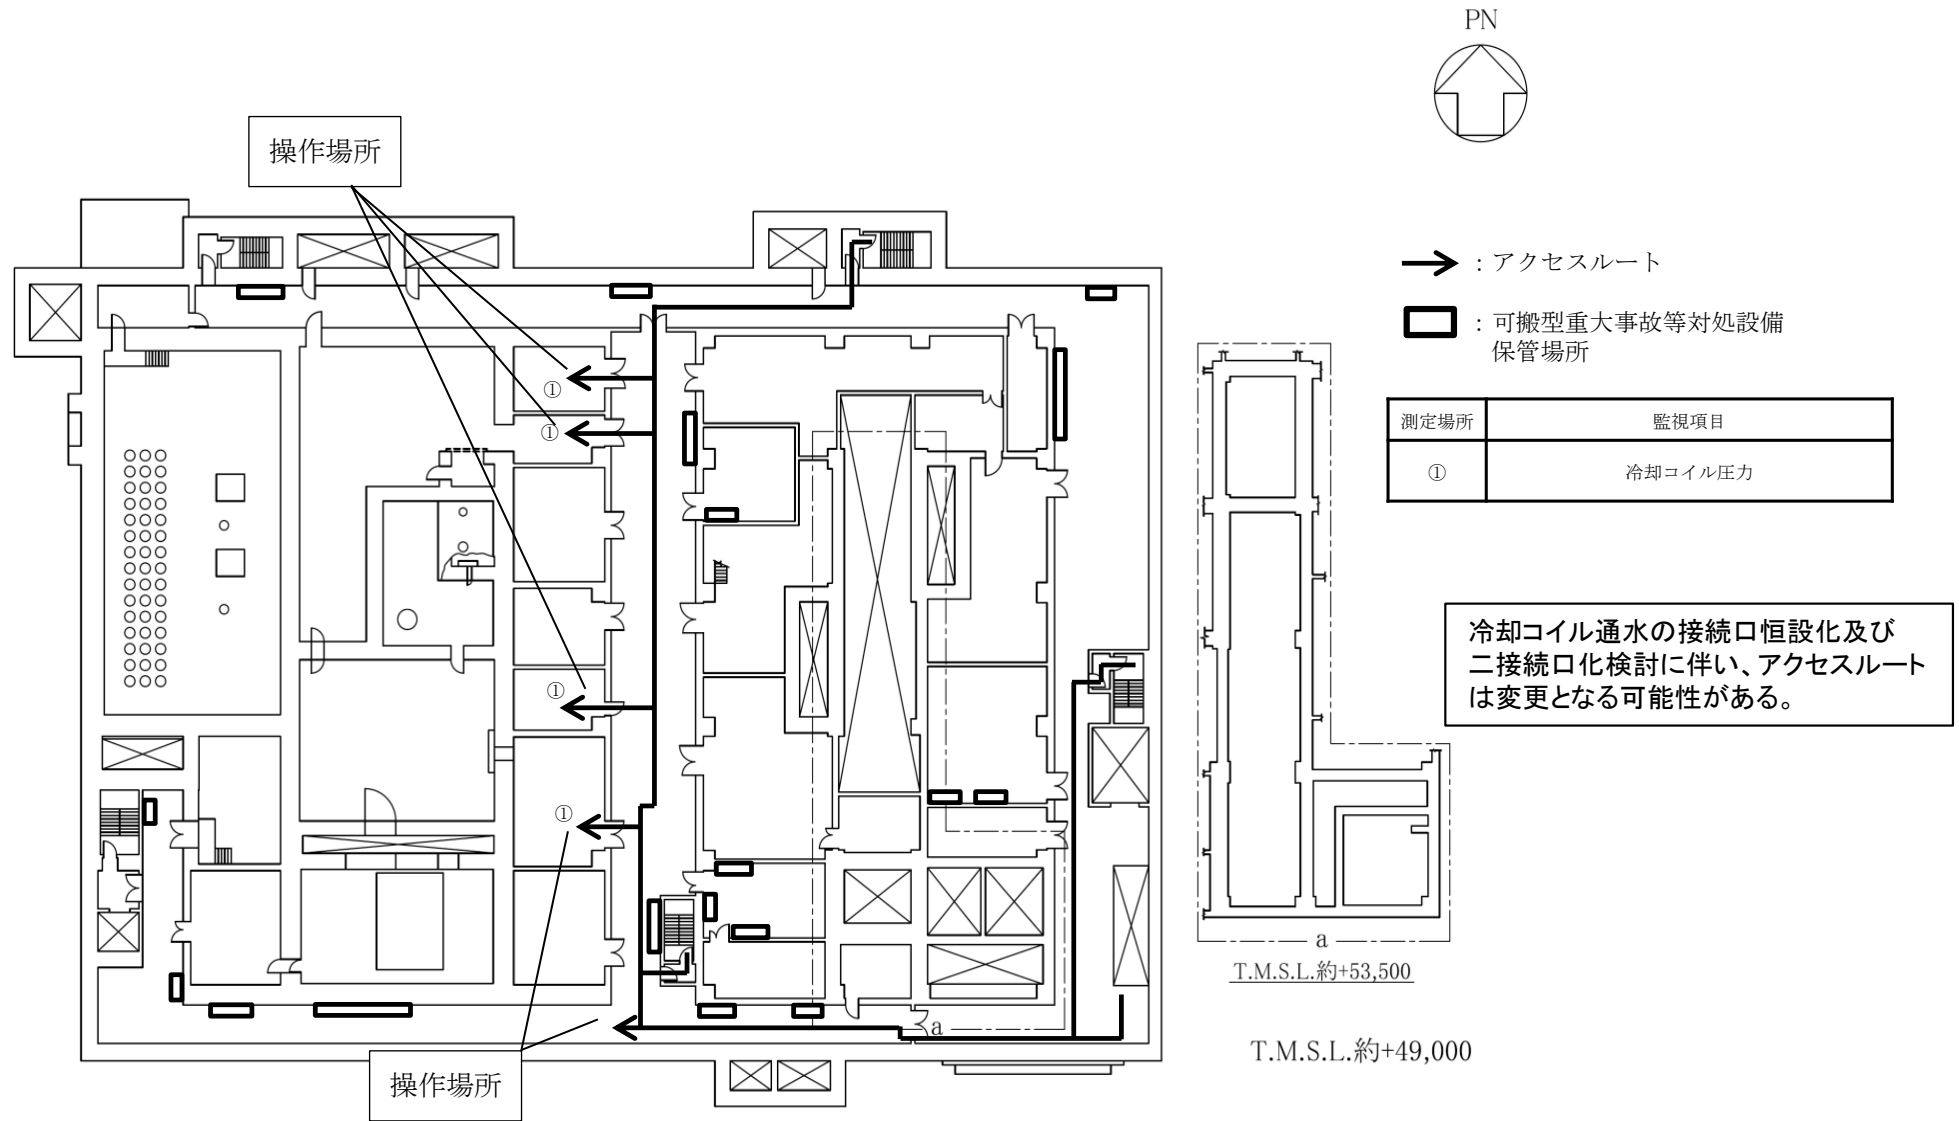 PN
操作場所
：アクセスルート
：可搬型重大事故等対処設備
保管場所
測定場所 監視項目
① 冷却コイル圧力
①
①
①
①
冷却コイル通水の接続口恒設化及び
二接続口化検討に伴い、アクセスルート
は変更となる可能性がある。
a
T.M.S.L.約+53,500
a
T.M.S.L.約+49,000
操作場所